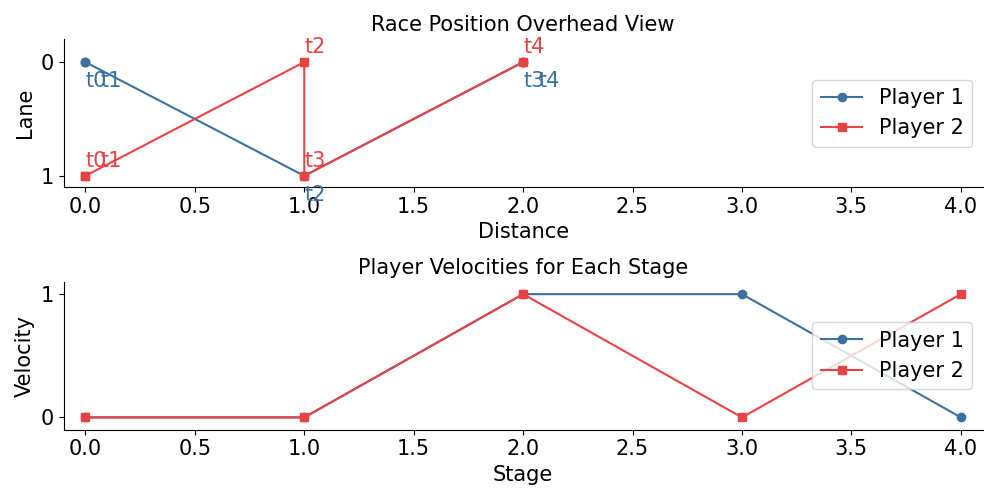 Race Position Overhead View
Lane
0
1
t0 t1
t2
t4
t3 t4
t0 t1
t3
t2
Player 1
Player 2
0.0 0.5 1.0 1.5 2.0 2.5 3.0 3.5 4.0
Distance
Player Velocities for Each Stage
Velocity
1
0
Player 1
Player 2
0.0 0.5 1.0 1.5 2.0 2.5 3.0 3.5 4.0
Stage